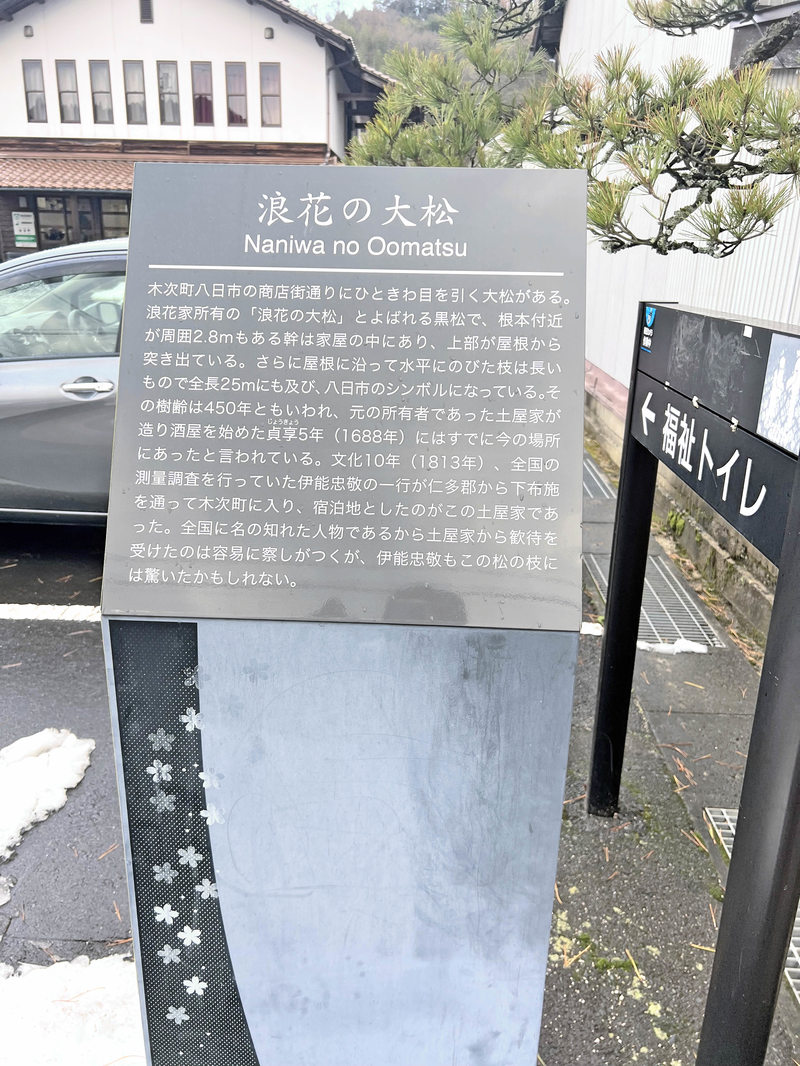 浪花の大松
Naniwa no Oomatsu
木次町八日市の商店街通りにひときわ目を引く大松がある。
浪花家所有の「浪花の大松」とよばれる黒松で、根本付近
が周囲2.8mもある幹は家屋の中にあり、上部が屋根から
突き出ている。さらに屋根に沿って水平にのびた枝は長い
もので全長25mにも及び、八日市のシンボルになっている。そ
の樹齢は450年ともいわれ、元の所有者であった土屋家が
じょうきょう
造り酒屋を始めた貞享5年（1688年）にはすでに今の場所
にあったと言われている。文化10年（1813年）、全国の
測量調査を行っていた伊能忠敬の一行が仁多郡から下布施
を通って木次町に入り、宿泊地としたのがこの土屋家であ
った。全国に名の知れた人物であるから土屋家から歓待を
受けたのは容易に察しがつくが、伊能忠敬もこの松の枝に
は驚いたかもしれない。
←福祉トイレ